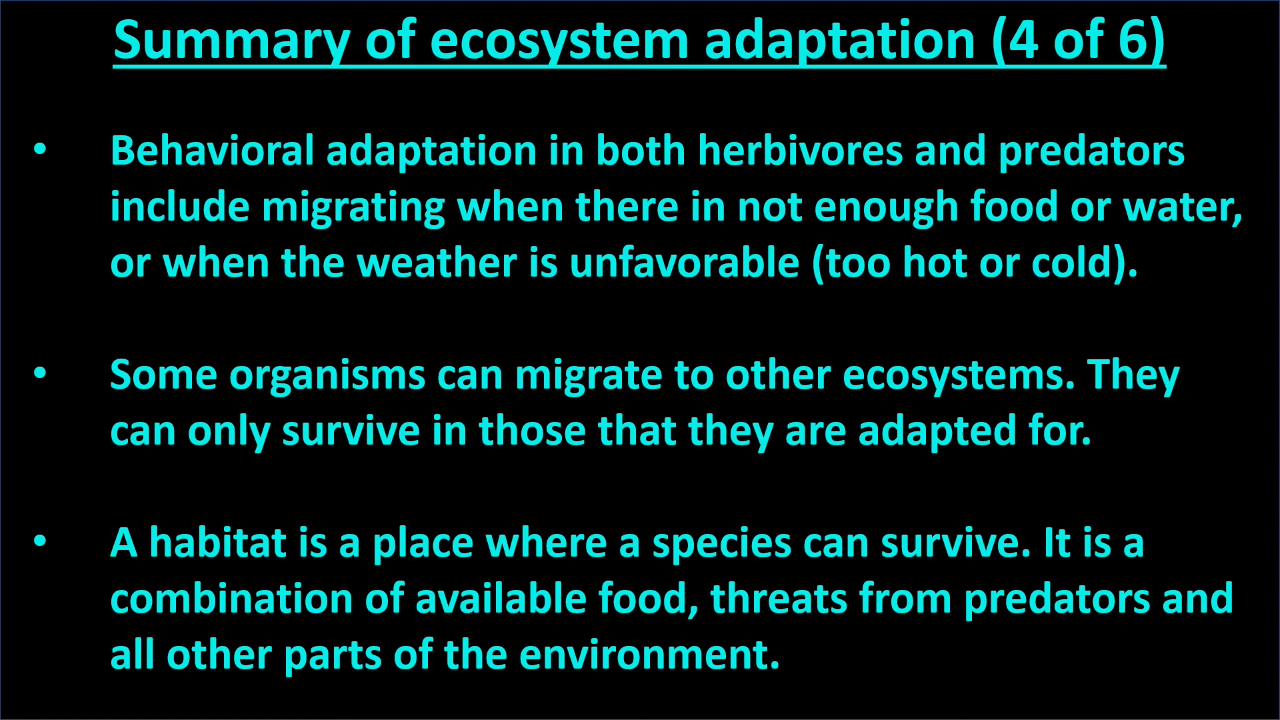 Summary of ecosystem adaptation (4 of 6)
• Behavioral adaptation in both herbivores and predators
include migrating when there in not enough food or water,
or when the weather is unfavorable (too hot or cold).
• Some organisms can migrate to other ecosystems. They
can only survive in those that they are adapted for.
• A habitat is a place where a species can survive. It is a
combination of available food, threats from predators and
all other parts of the environment.